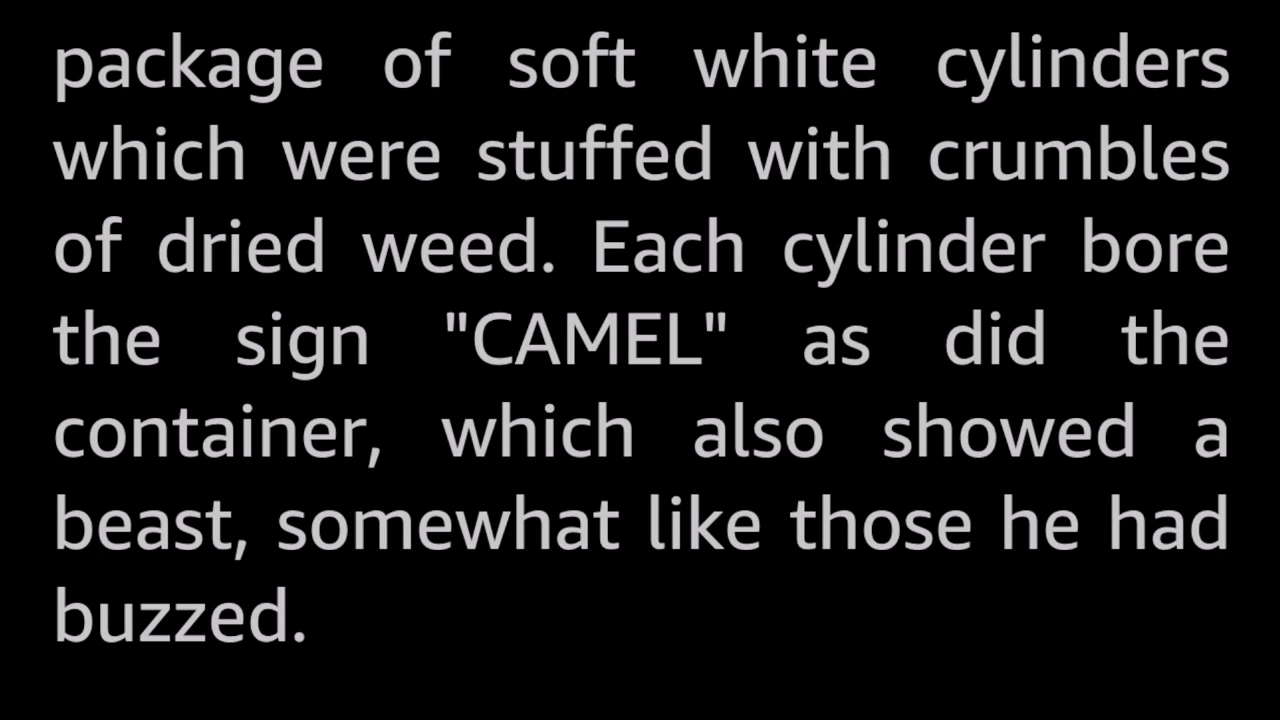 package of soft white cylinders
which were stuffed with crumbles
of dried weed. Each cylinder bore
the sign "CAMEL" as did the
container, which also showed a
beast, somewhat like those he had
buzzed.